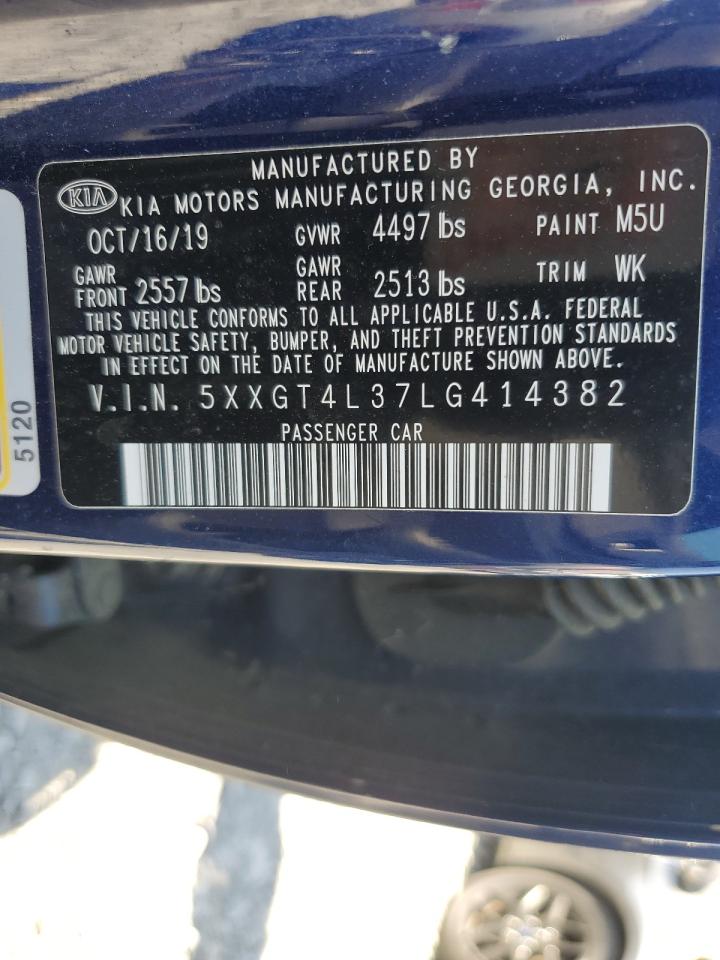 MANUFACTURED BY
KIA KIA MOTORS MANUFACTURING GEORGIA, INC.
OCT/16/19 GVWR 4497 lbs PAINT M5U
GAWR FRONT 2557 lbs GAWR REAR 2513 lbs TRIM WK
THIS VEHICLE CONFORMS TO ALL APPLICABLE U.S.A. FEDERAL
MOTOR VEHICLE SAFETY, BUMPER, AND THEFT PREVENTION STANDARDS
IN EFFECT ON THE DATE OF MANUFACTURE SHOWN ABOVE.
V.I.N. 5XXGT4L37LG414382
PASSENGER CAR
5120